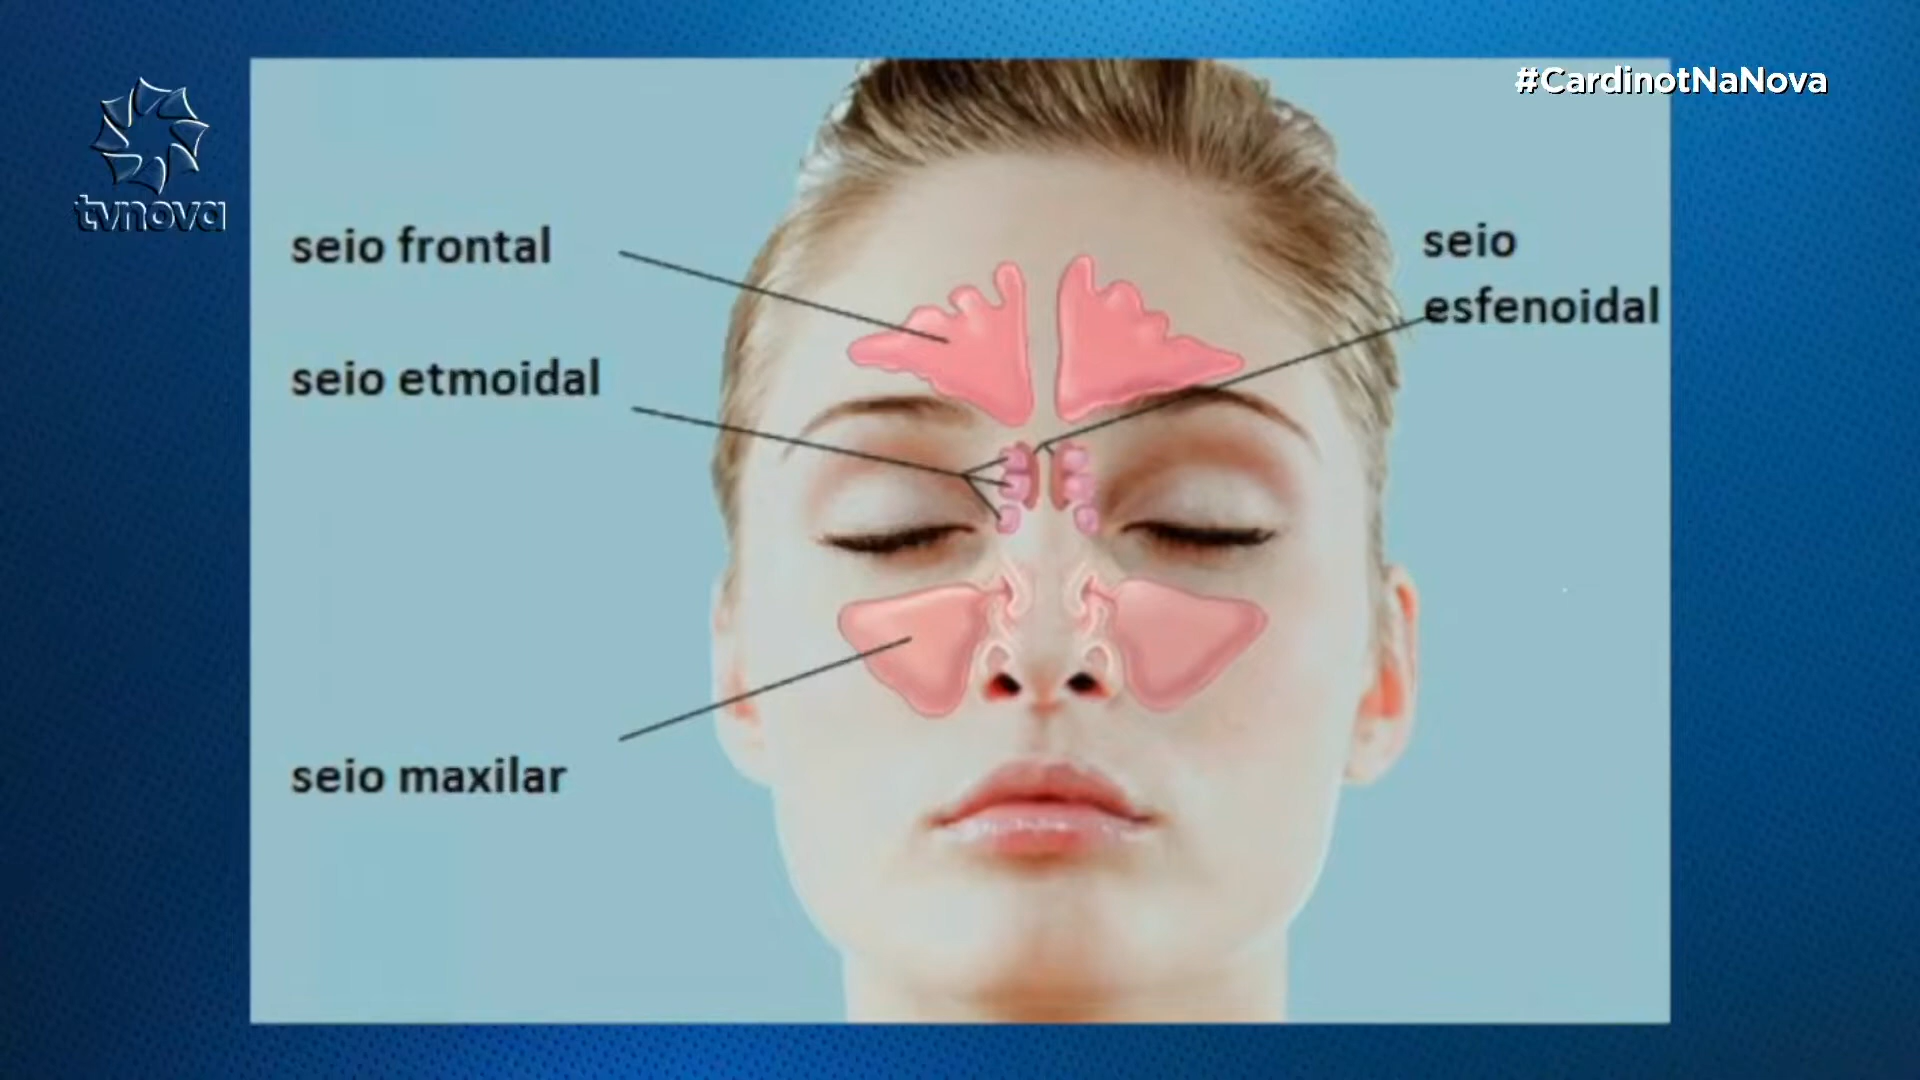 #CardinotNaNova
tvnova
seio frontal
seio
esfenoidal
seio etmoidal
seio maxilar